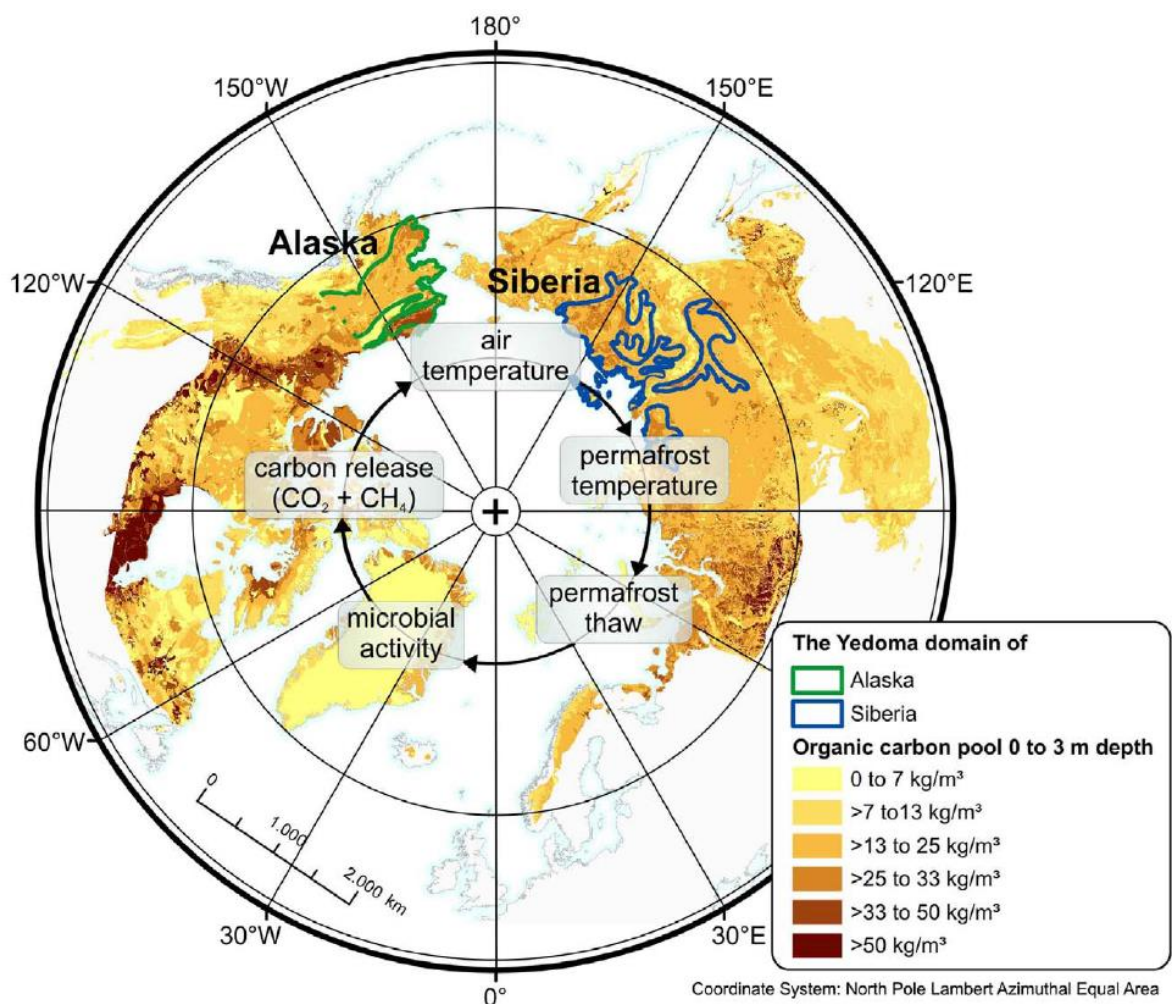 180°
150°W
150°E
Alaska
120°W
Siberia
120°E
air
temperature
carbon release
(CO₂ + CH₄)
permafrost
temperature
microbial
activity
permafrost
thaw
60°W
0
1.000
2.000 km
30°W
30°E
0°
The Yedoma domain of
Alaska
Siberia
Organic carbon pool 0 to 3 m depth
0 to 7 kg/m³
>7 to13 kg/m³
>13 to 25 kg/m³
>25 to 33 kg/m³
>33 to 50 kg/m³
>50 kg/m³
Coordinate System: North Pole Lambert Azimuthal Equal Area